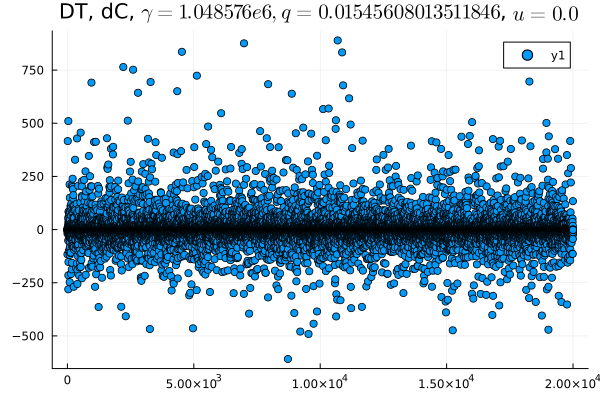 DT, dC, γ = 1.048576e6, q = 0.01545608013511846, u = 0.0
y1
750
500
250
0
−250
−500
0 5.00×10³ 1.00×10⁴ 1.50×10⁴ 2.00×10⁴